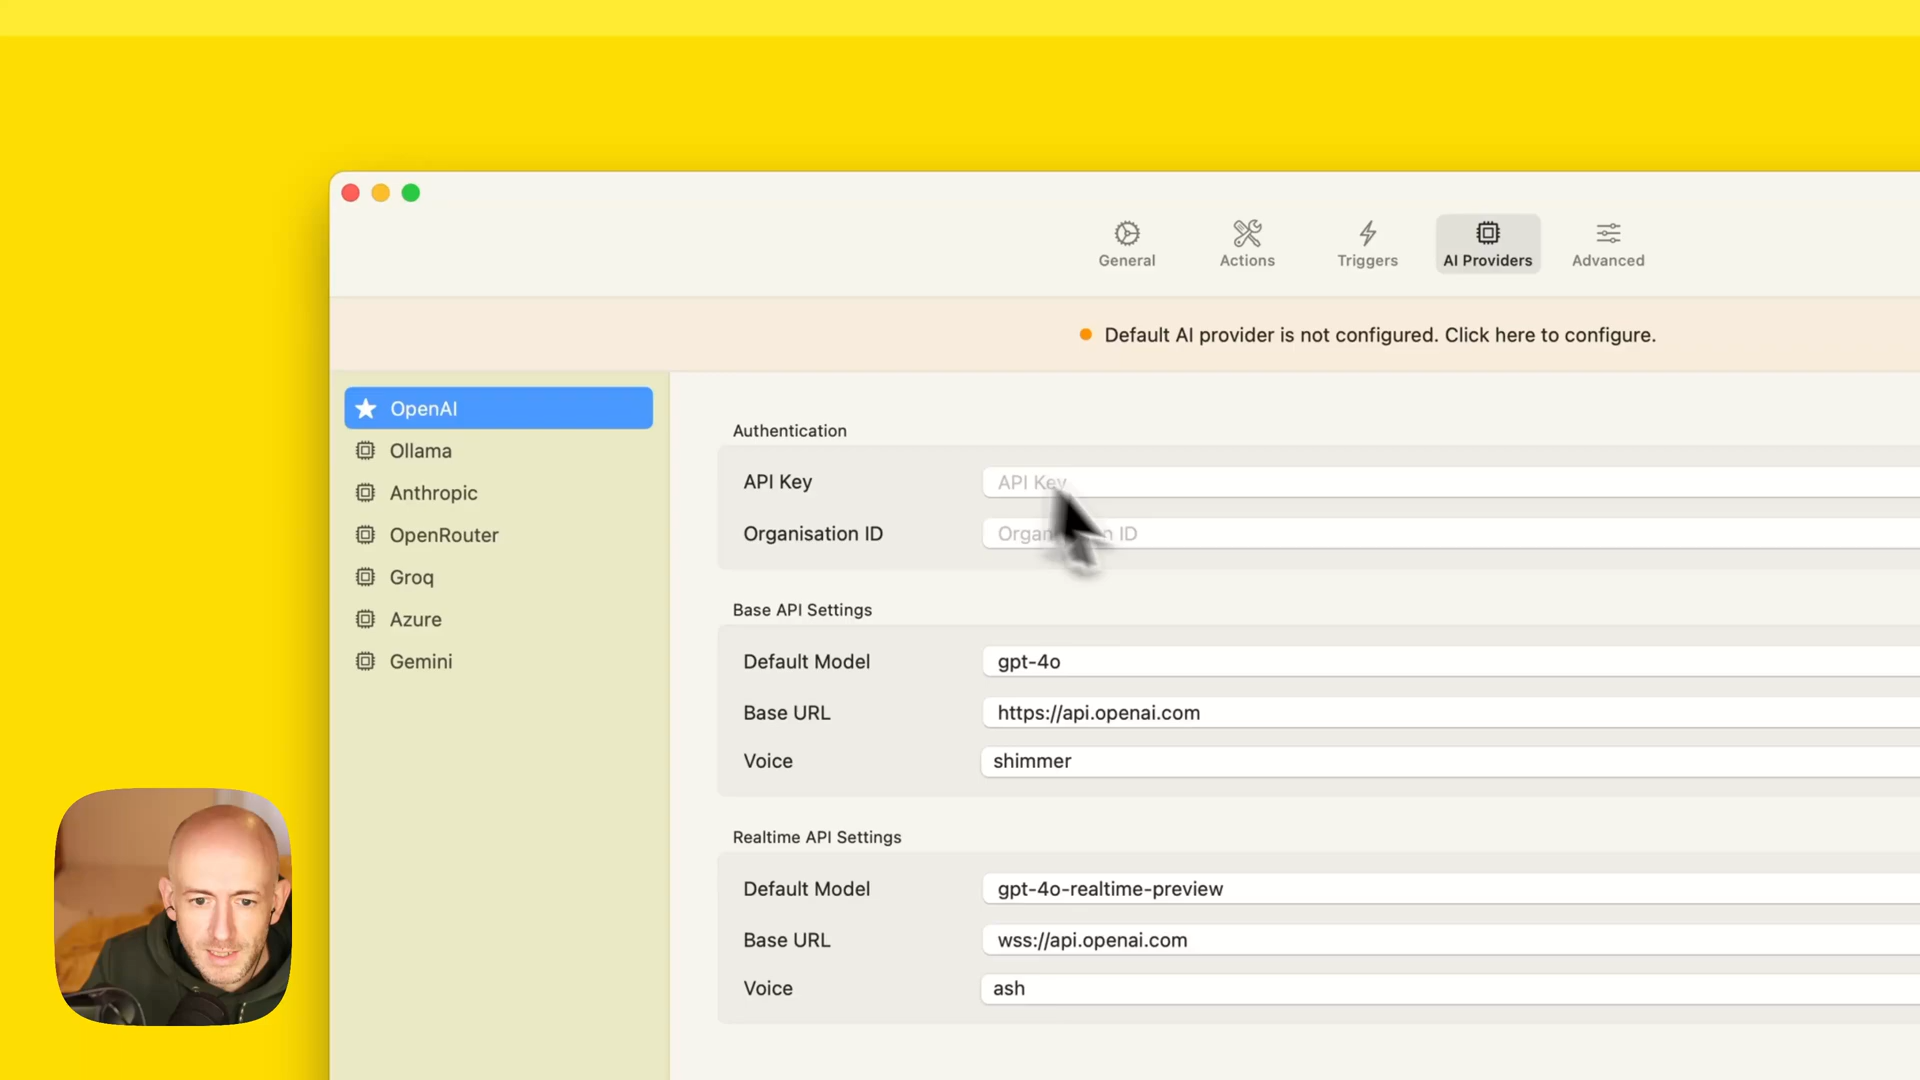 General
Actions
Triggers
AI Providers
Advanced
Default AI provider is not configured. Click here to configure.
OpenAI
Ollama
Anthropic
OpenRouter
Groq
Azure
Gemini
Authentication
API Key
API Key
Organisation ID
Organisation ID
Base API Settings
Default Model
gpt-4o
Base URL
https://api.openai.com
Voice
shimmer
Realtime API Settings
Default Model
gpt-4o-realtime-preview
Base URL
wss://api.openai.com
Voice
ash